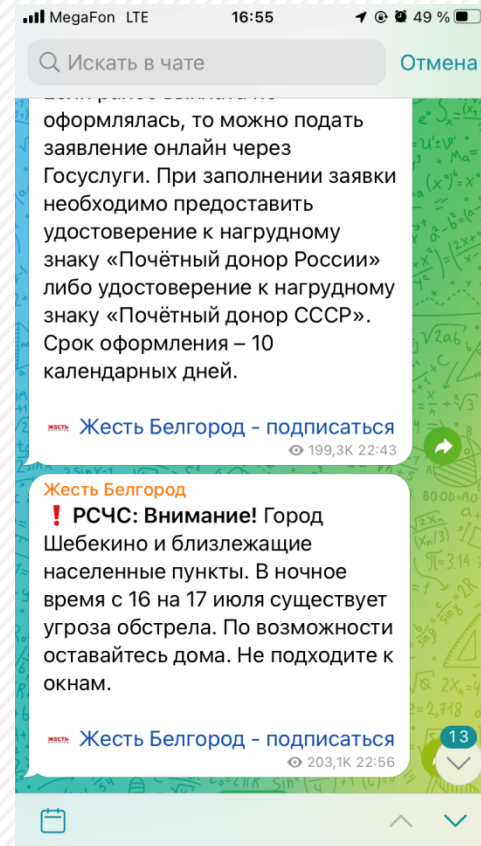 MegaFon LTE 16:55 49 %
Искать в чате Отмена
оформлялась, то можно подать
заявление онлайн через
Госуслуги. При заполнении заявки
необходимо предоставить
удостоверение к нагрудному
знаку «Почётный донор России»
либо удостоверение к нагрудному
знаку «Почётный донор СССР».
Срок оформления – 10
календарных дней.
ЖЕСТЬ Жесть Белгород - подписаться
199,3K 22:43
Жесть Белгород
❗ РСЧС: Внимание! Город
Шебекино и близлежащие
населенные пункты. В ночное
время с 16 на 17 июля существует
угроза обстрела. По возможности
оставайтесь дома. Не подходите к
окнам.
ЖЕСТЬ Жесть Белгород - подписаться
203,1K 22:56
13